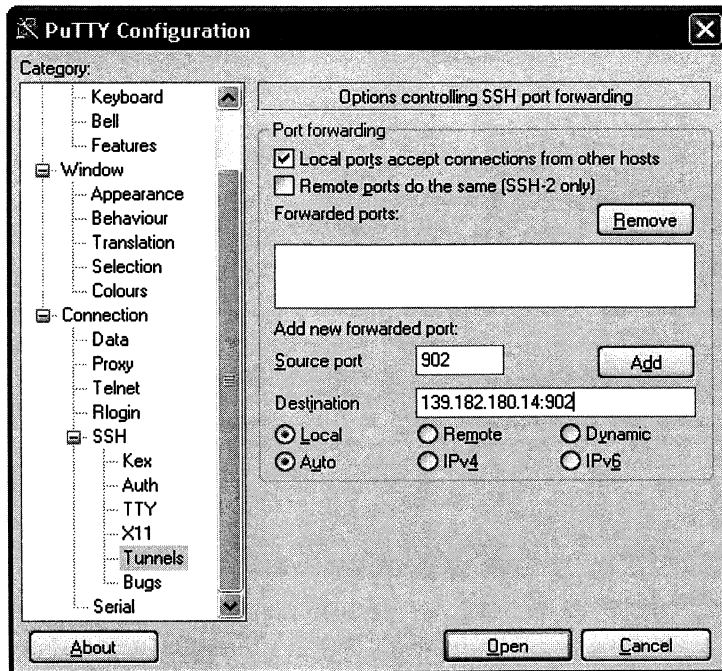 PuTTY Configuration
Category:
Keyboard
Bell
Features
Window
Appearance
Behaviour
Translation
Selection
Colours
Connection
Data
Proxy
Telnet
Rlogin
SSH
Kex
Auth
TTY
X11
Tunnels
Bugs
Serial
Options controlling SSH port forwarding
Port forwarding
Local ports accept connections from other hosts
Remote ports do the same (SSH-2 only)
Forwarded ports:
Remove
Add new forwarded port:
Source port 902 Add
Destination 139.182.180.14:902
Local Remote Dynamic
Auto IPv4 IPv6
About Open Cancel